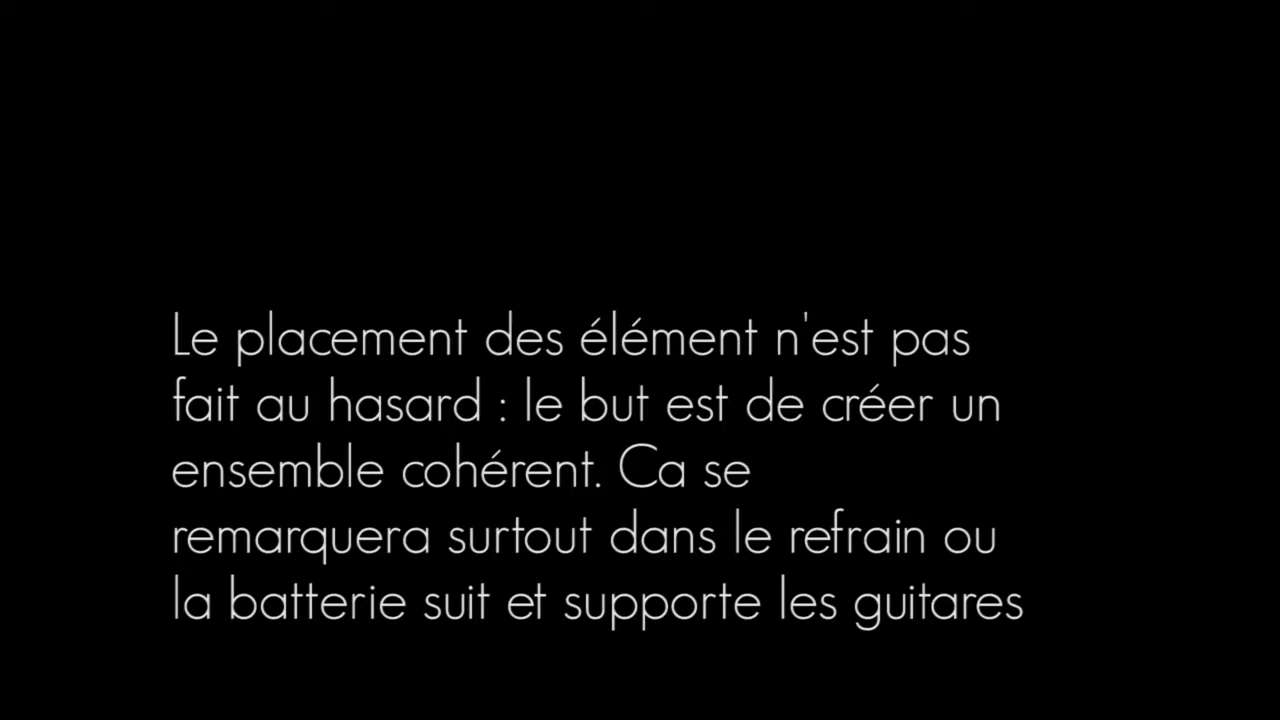 Le placement des élément n'est pas
fait au hasard : le but est de créer un
ensemble cohérent. Ca se
remarquera surtout dans le refrain ou
la batterie suit et supporte les guitares